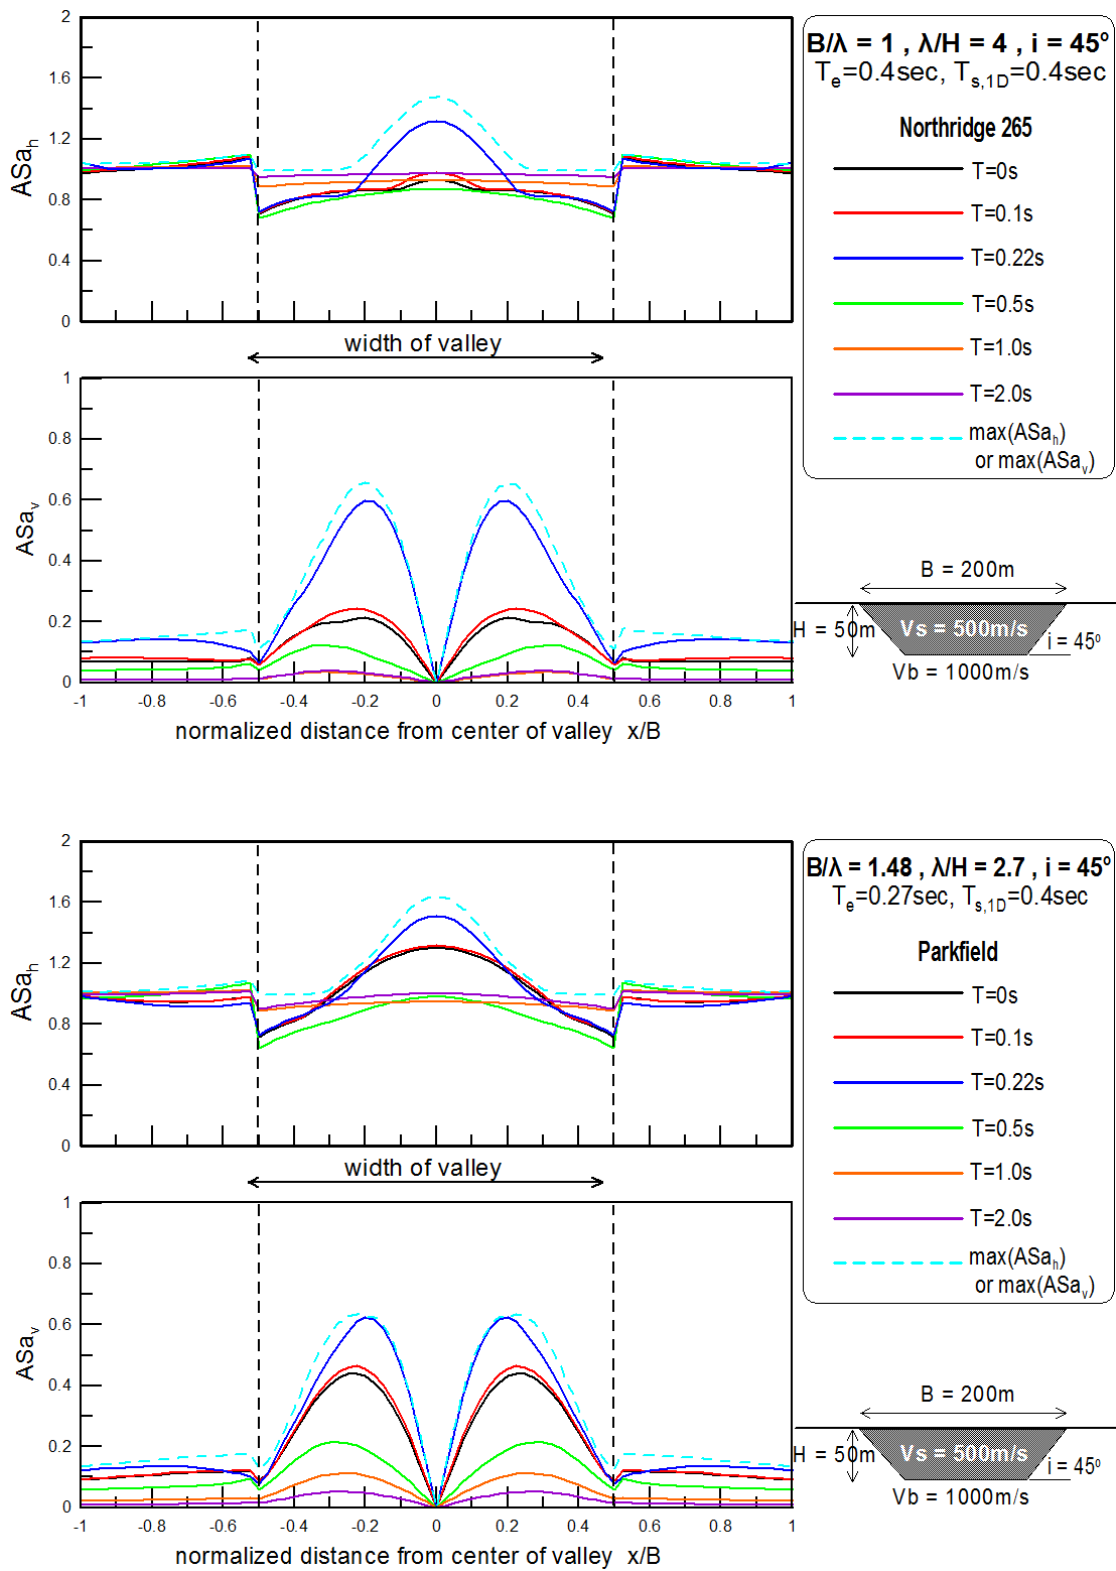 2
1.6
1.2
0.8
0.4
0
ASa_h
B/λ = 1 , λ/H = 4 , i = 45º
T_e=0.4sec, T_s,1D=0.4sec
Northridge 265
T=0s
T=0.1s
T=0.22s
T=0.5s
T=1.0s
T=2.0s
max(ASa_h)
or max(ASa_v)
width of valley
1
0.8
0.6
0.4
0.2
0
ASa_v
-1 -0.8 -0.6 -0.4 -0.2 0 0.2 0.4 0.6 0.8 1
normalized distance from center of valley x/B
B = 200m
H = 50m
Vs = 500m/s
i = 45º
Vb = 1000m/s
2
1.6
1.2
0.8
0.4
0
ASa_h
B/λ = 1.48 , λ/H = 2.7 , i = 45º
T_e=0.27sec, T_s,1D=0.4sec
Parkfield
T=0s
T=0.1s
T=0.22s
T=0.5s
T=1.0s
T=2.0s
max(ASa_h)
or max(ASa_v)
width of valley
1
0.8
0.6
0.4
0.2
0
ASa_v
-1 -0.8 -0.6 -0.4 -0.2 0 0.2 0.4 0.6 0.8 1
normalized distance from center of valley x/B
B = 200m
H = 50m
Vs = 500m/s
i = 45º
Vb = 1000m/s